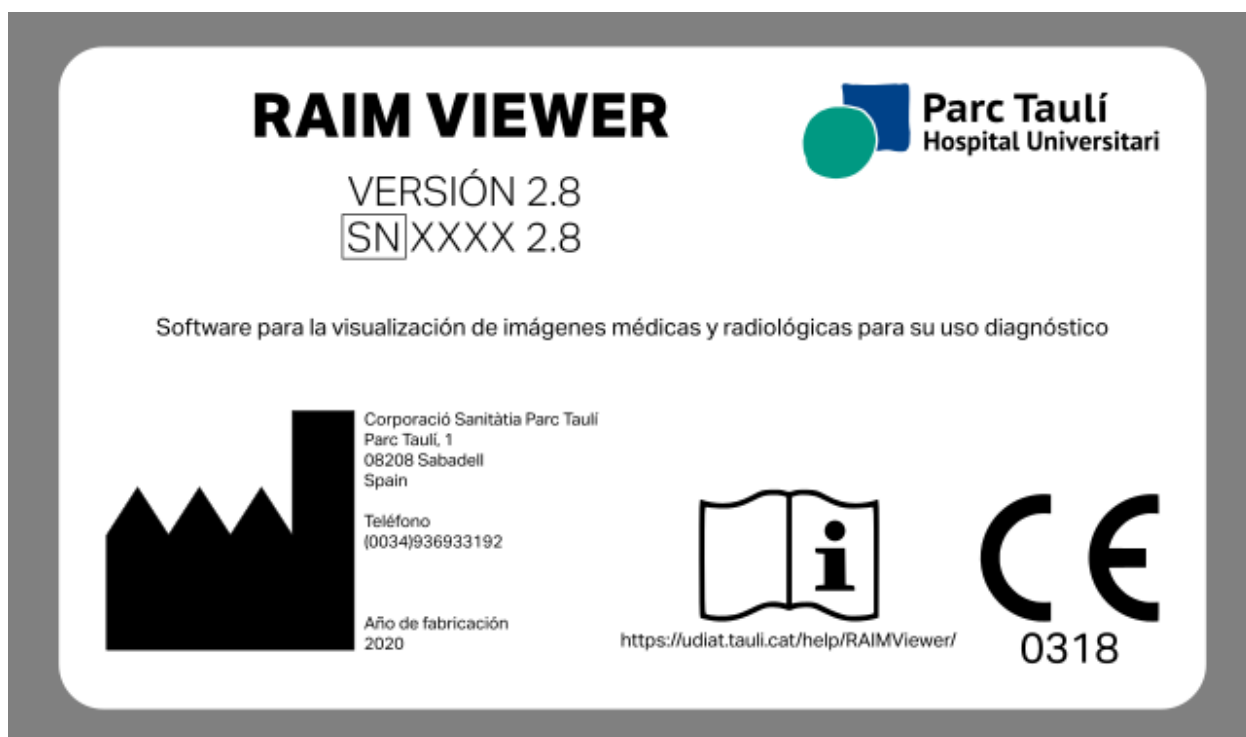 RAIM VIEWER
Parc Taulí
Hospital Universitari
VERSIÓN 2.8
SN XXXX 2.8
Software para la visualización de imágenes médicas y radiológicas para su uso diagnóstico
Corporació Sanitàtia Parc Taulí
Parc Taulí, 1
08208 Sabadell
Spain
Teléfono
(0034)936933192
Año de fabricación
2020
i
https://udiat.tauli.cat/help/RAIMViewer/
CE
0318